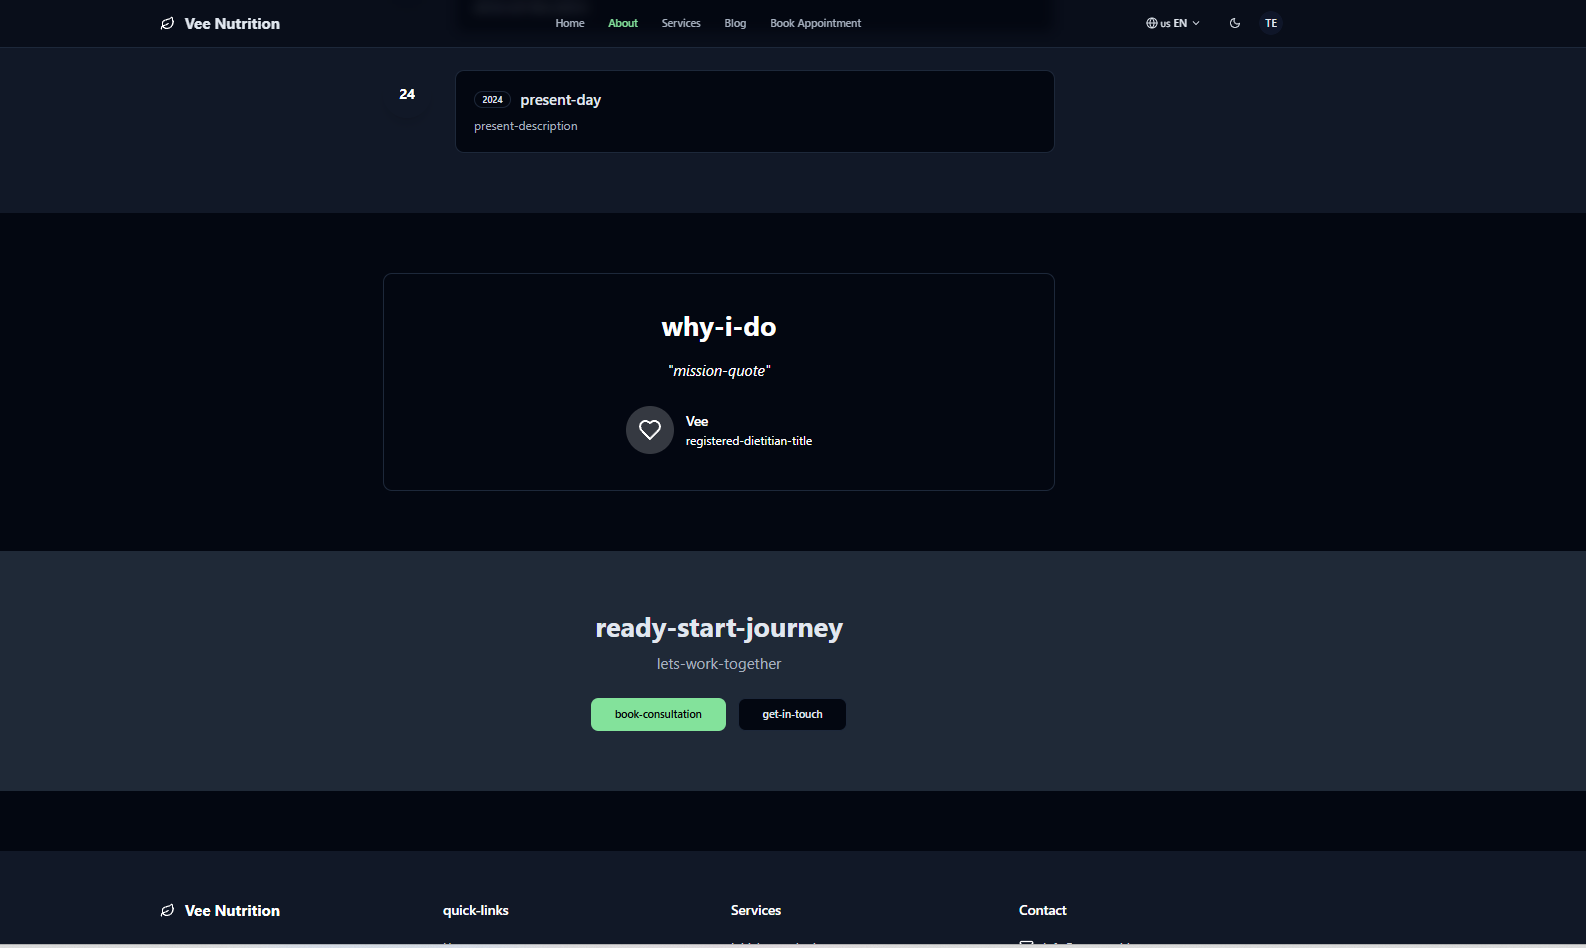 Vee Nutrition
Home About Services Blog Book Appointment
us EN
TE
24
2024 present-day
present-description
why-i-do
"mission-quote"
Vee
registered-dietitian-title
ready-start-journey
lets-work-together
book-consultation get-in-touch
Vee Nutrition quick-links Services Contact